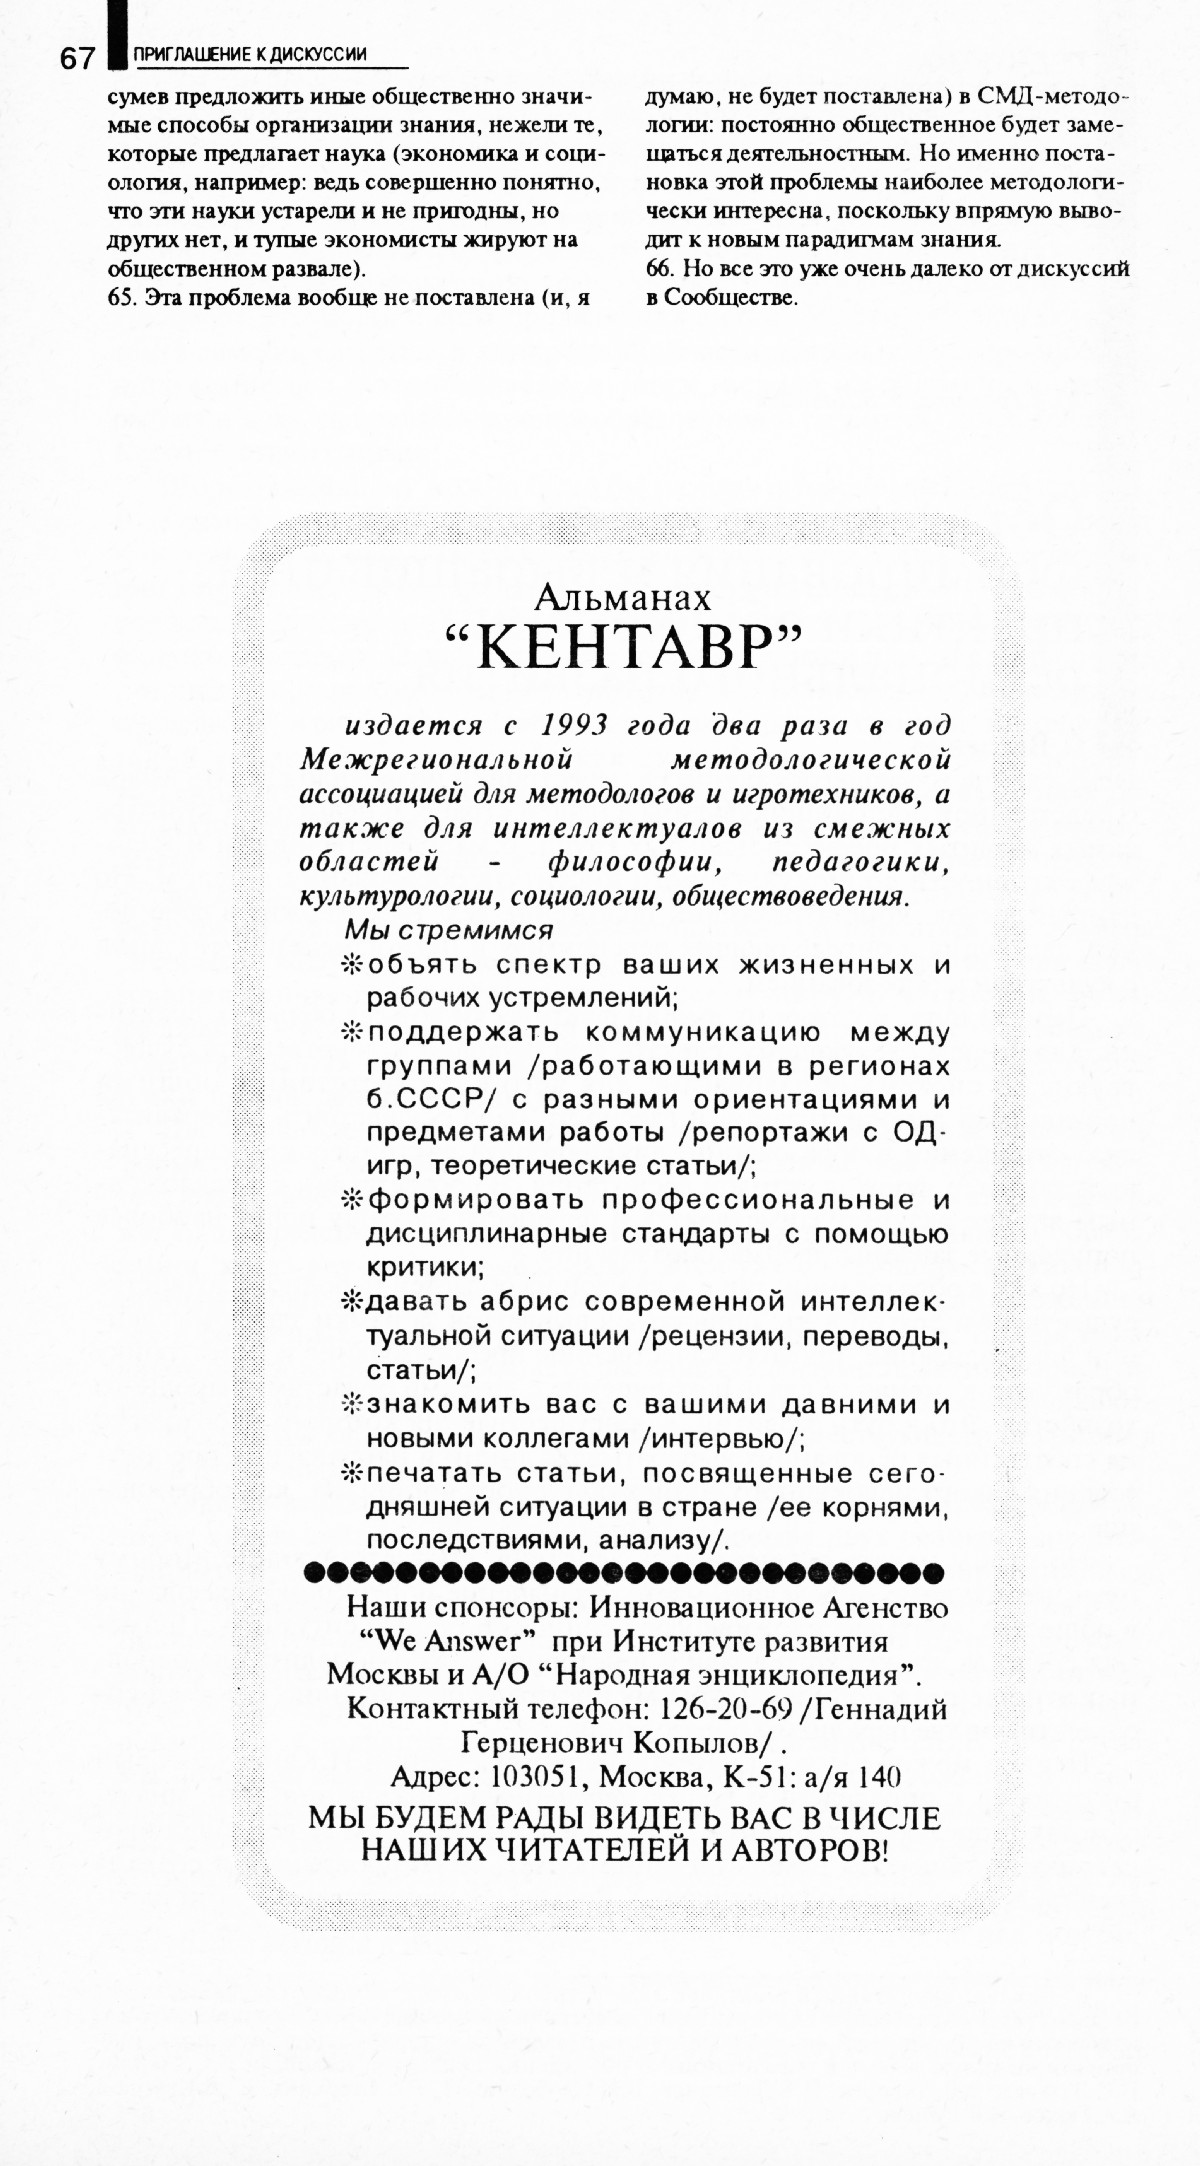 67 ПРИГЛАШЕНИЕ К ДИСКУССИИ
сумев предложить иные общественно значи-
мые способы организации знания, нежели те,
которые предлагает наука (экономика и соци-
ология, например: ведь совершенно понятно,
что эти науки устарели и не пригодны, но
других нет, и тупые экономисты жируют на
общественном развале).
65. Эта проблема вообще не поставлена (и, я
думаю, не будет поставлена) в СМД-методо-
логии: постоянно общественное будет заме-
щаться деятельностным. Но именно поста-
новка этой проблемы наиболее методологи-
чески интересна, поскольку впрямую выво-
дит к новым парадигмам знания.
66. Но все это уже очень далеко от дискуссий
в Сообществе.
Альманах
“КЕНТАВР”
издается с 1993 года два раза в год
Межрегиональной методологической
ассоциацией для методологов и игротехников, а
также для интеллектуалов из смежных
областей - философии, педагогики,
культурологии, социологии, обществоведения.
Мы стремимся
❊объять спектр ваших жизненных и
рабочих устремлений;
❊поддержать коммуникацию между
группами /работающими в регионах
б.СССР/ с разными ориентациями и
предметами работы /репортажи с ОД-
игр, теоретические статьи/;
❊формировать профессиональные и
дисциплинарные стандарты с помощью
критики;
❊давать абрис современной интеллек-
туальной ситуации /рецензии, переводы,
статьи/;
❊знакомить вас с вашими давними и
новыми коллегами /интервью/;
❊печатать статьи, посвященные сего-
дняшней ситуации в стране /ее корнями,
последствиями, анализу/.
Наши спонсоры: Инновационное Агенство
“We Answer” при Институте развития
Москвы и А/О “Народная энциклопедия”.
Контактный телефон: 126-20-69 /Геннадий
Герценович Копылов/ .
Адрес: 103051, Москва, К-51: а/я 140
МЫ БУДЕМ РАДЫ ВИДЕТЬ ВАС В ЧИСЛЕ
НАШИХ ЧИТАТЕЛЕЙ И АВТОРОВ!